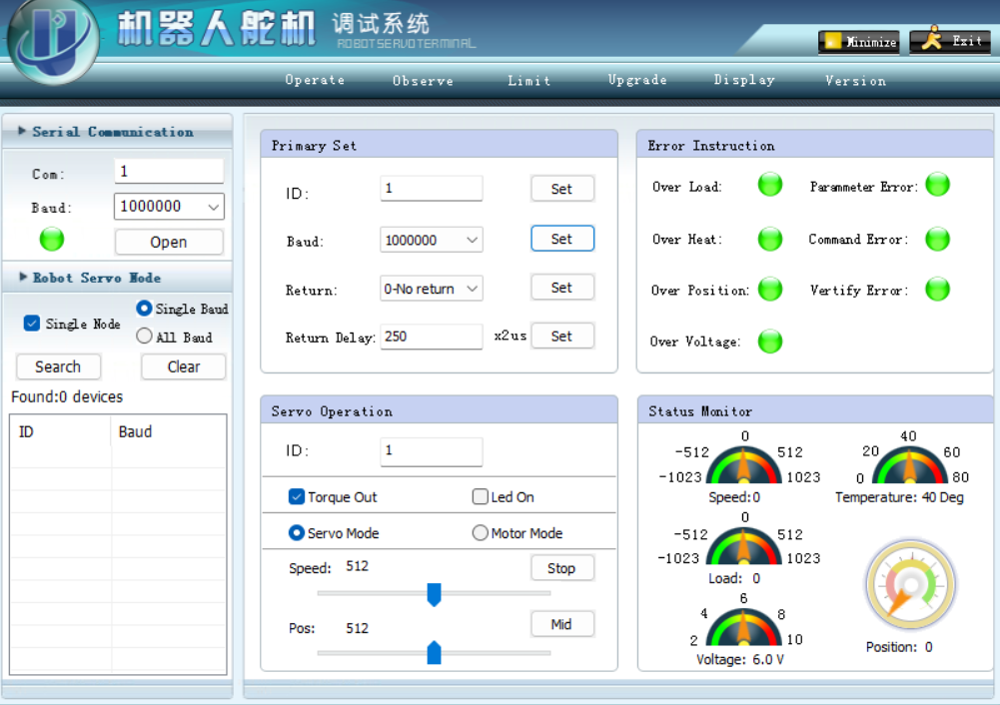 机器人舵机 调试系统
ROBOTSERVOTERMINAL
Minimize
Exit
Operate Observe Limit Upgrade Display Version
Serial Communication
Com: 1
Baud: 1000000
Open
Robot Servo Mode
Single Node
Single Baud
All Baud
Search Clear
Found:0 devices
ID Baud
Primary Set
ID: 1 Set
Baud: 1000000 Set
Return: 0-No return Set
Return Delay: 250 x2us Set
Error Instruction
Over Load: Parammeter Error:
Over Heat: Command Error:
Over Position: Vertify Error:
Over Voltage:
Servo Operation
ID: 1
Torque Out Led On
Servo Mode Motor Mode
Speed: 512 Stop
Pos: 512 Mid
Status Monitor
0
-512 512
-1023 1023
Speed:0
40
20 60
0 80
Temperature: 40 Deg
0
-512 512
-1023 1023
Load: 0
6
4 8
2 10
Voltage: 6.0 V
Position: 0